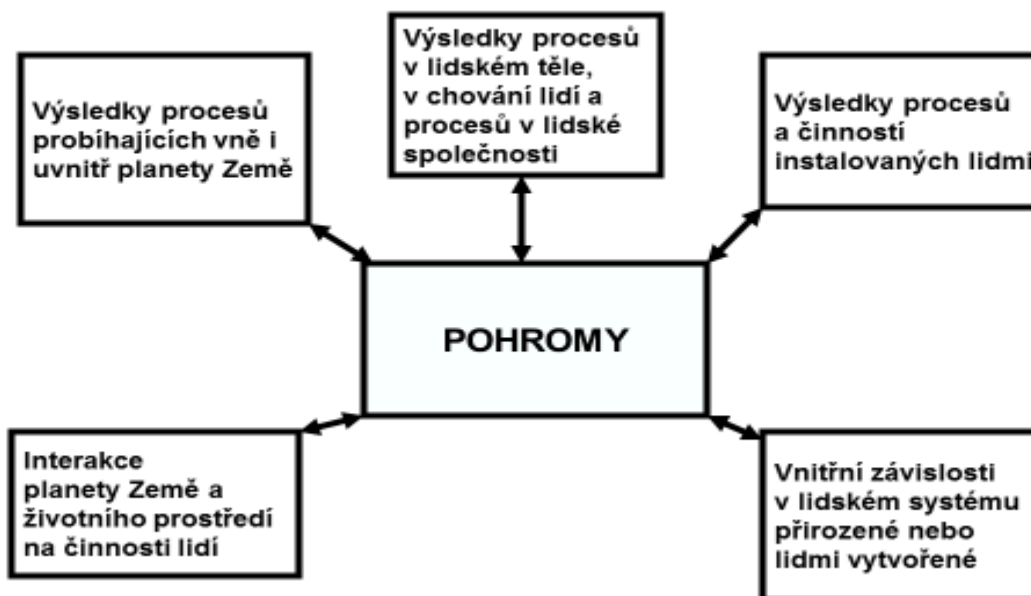 Výsledky procesů
probíhajících vně i
uvnitř planety Země
Výsledky procesů
v lidském těle,
v chování lidí a
procesů v lidské
společnosti
Výsledky procesů
a činností
instalovaných lidmi
POHROMY
Interakce
planety Země a
životního prostředí
na činnosti lidí
Vnitřní závislosti
v lidském systému
přirozené nebo
lidmi vytvořené